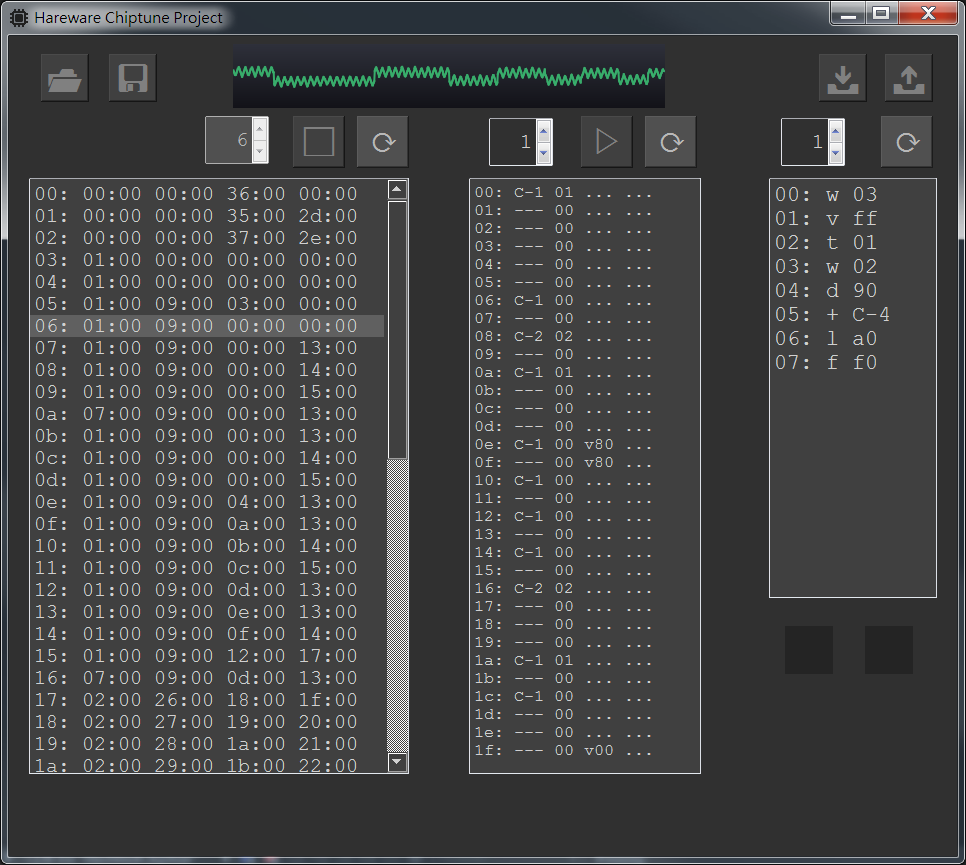 Hareware Chiptune Project
6 1 1
00: 00:00 00:00 36:00 00:00
01: 00:00 00:00 35:00 2d:00
02: 00:00 00:00 37:00 2e:00
03: 01:00 00:00 00:00 00:00
04: 01:00 00:00 00:00 00:00
05: 01:00 09:00 03:00 00:00
06: 01:00 09:00 00:00 00:00
07: 01:00 09:00 00:00 13:00
08: 01:00 09:00 00:00 14:00
09: 01:00 09:00 00:00 15:00
0a: 07:00 09:00 00:00 13:00
0b: 01:00 09:00 00:00 13:00
0c: 01:00 09:00 00:00 14:00
0d: 01:00 09:00 00:00 15:00
0e: 01:00 09:00 04:00 13:00
0f: 01:00 09:00 0a:00 13:00
10: 01:00 09:00 0b:00 14:00
11: 01:00 09:00 0c:00 15:00
12: 01:00 09:00 0d:00 13:00
13: 01:00 09:00 0e:00 13:00
14: 01:00 09:00 0f:00 14:00
15: 01:00 09:00 12:00 17:00
16: 07:00 09:00 0d:00 13:00
17: 02:00 26:00 18:00 1f:00
18: 02:00 27:00 19:00 20:00
19: 02:00 28:00 1a:00 21:00
1a: 02:00 29:00 1b:00 22:00
00: C-1 01 ... ...
01: --- 00 ... ...
02: --- 00 ... ...
03: --- 00 ... ...
04: --- 00 ... ...
05: --- 00 ... ...
06: C-1 00 ... ...
07: --- 00 ... ...
08: C-2 02 ... ...
09: --- 00 ... ...
0a: C-1 01 ... ...
0b: --- 00 ... ...
0c: --- 00 ... ...
0d: --- 00 ... ...
0e: C-1 00 v80 ...
0f: --- 00 v80 ...
10: C-1 00 ... ...
11: --- 00 ... ...
12: C-1 00 ... ...
13: --- 00 ... ...
14: C-1 00 ... ...
15: --- 00 ... ...
16: C-2 02 ... ...
17: --- 00 ... ...
18: --- 00 ... ...
19: --- 00 ... ...
1a: C-1 01 ... ...
1b: --- 00 ... ...
1c: C-1 00 ... ...
1d: --- 00 ... ...
1e: --- 00 ... ...
1f: --- 00 v00 ...
00: w 03
01: v ff
02: t 01
03: w 02
04: d 90
05: + C-4
06: l a0
07: f f0